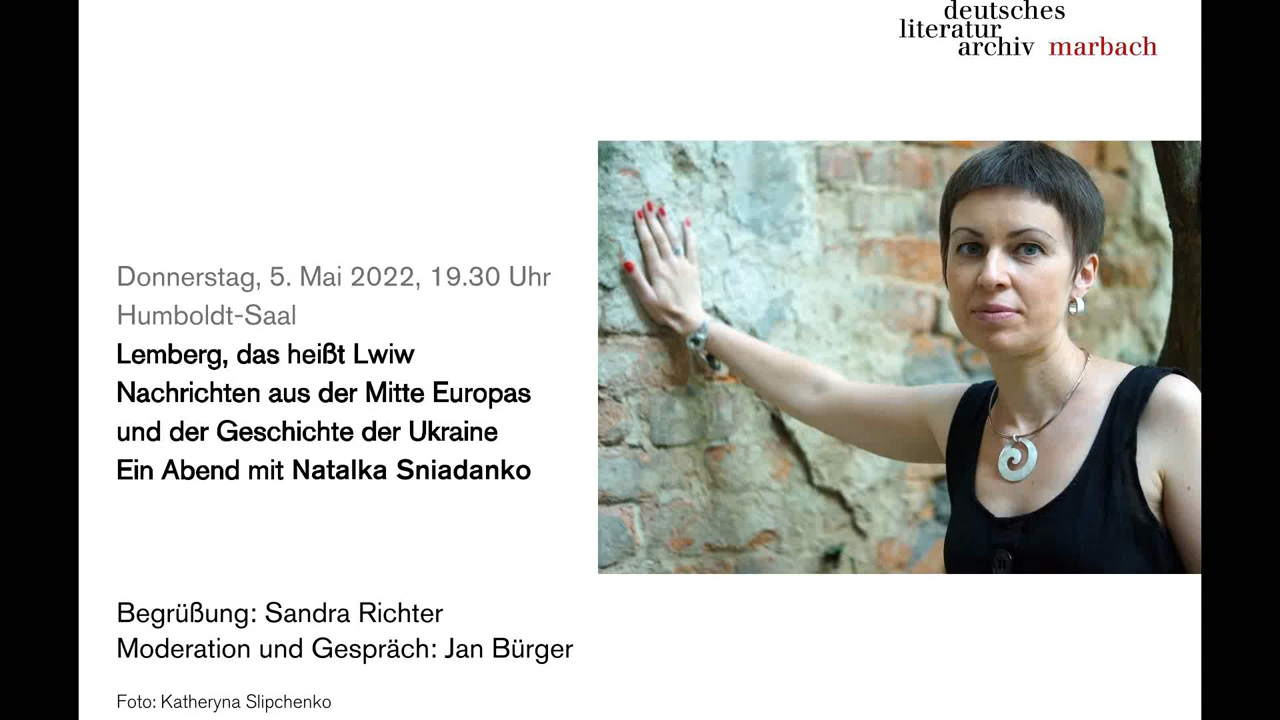 deutsches
literatur
archiv marbach
Donnerstag, 5. Mai 2022, 19.30 Uhr
Humboldt-Saal
Lemberg, das heißt Lwiw
Nachrichten aus der Mitte Europas
und der Geschichte der Ukraine
Ein Abend mit Natalka Sniadanko
Begrüßung: Sandra Richter
Moderation und Gespräch: Jan Bürger
Foto: Katheryna Slipchenko